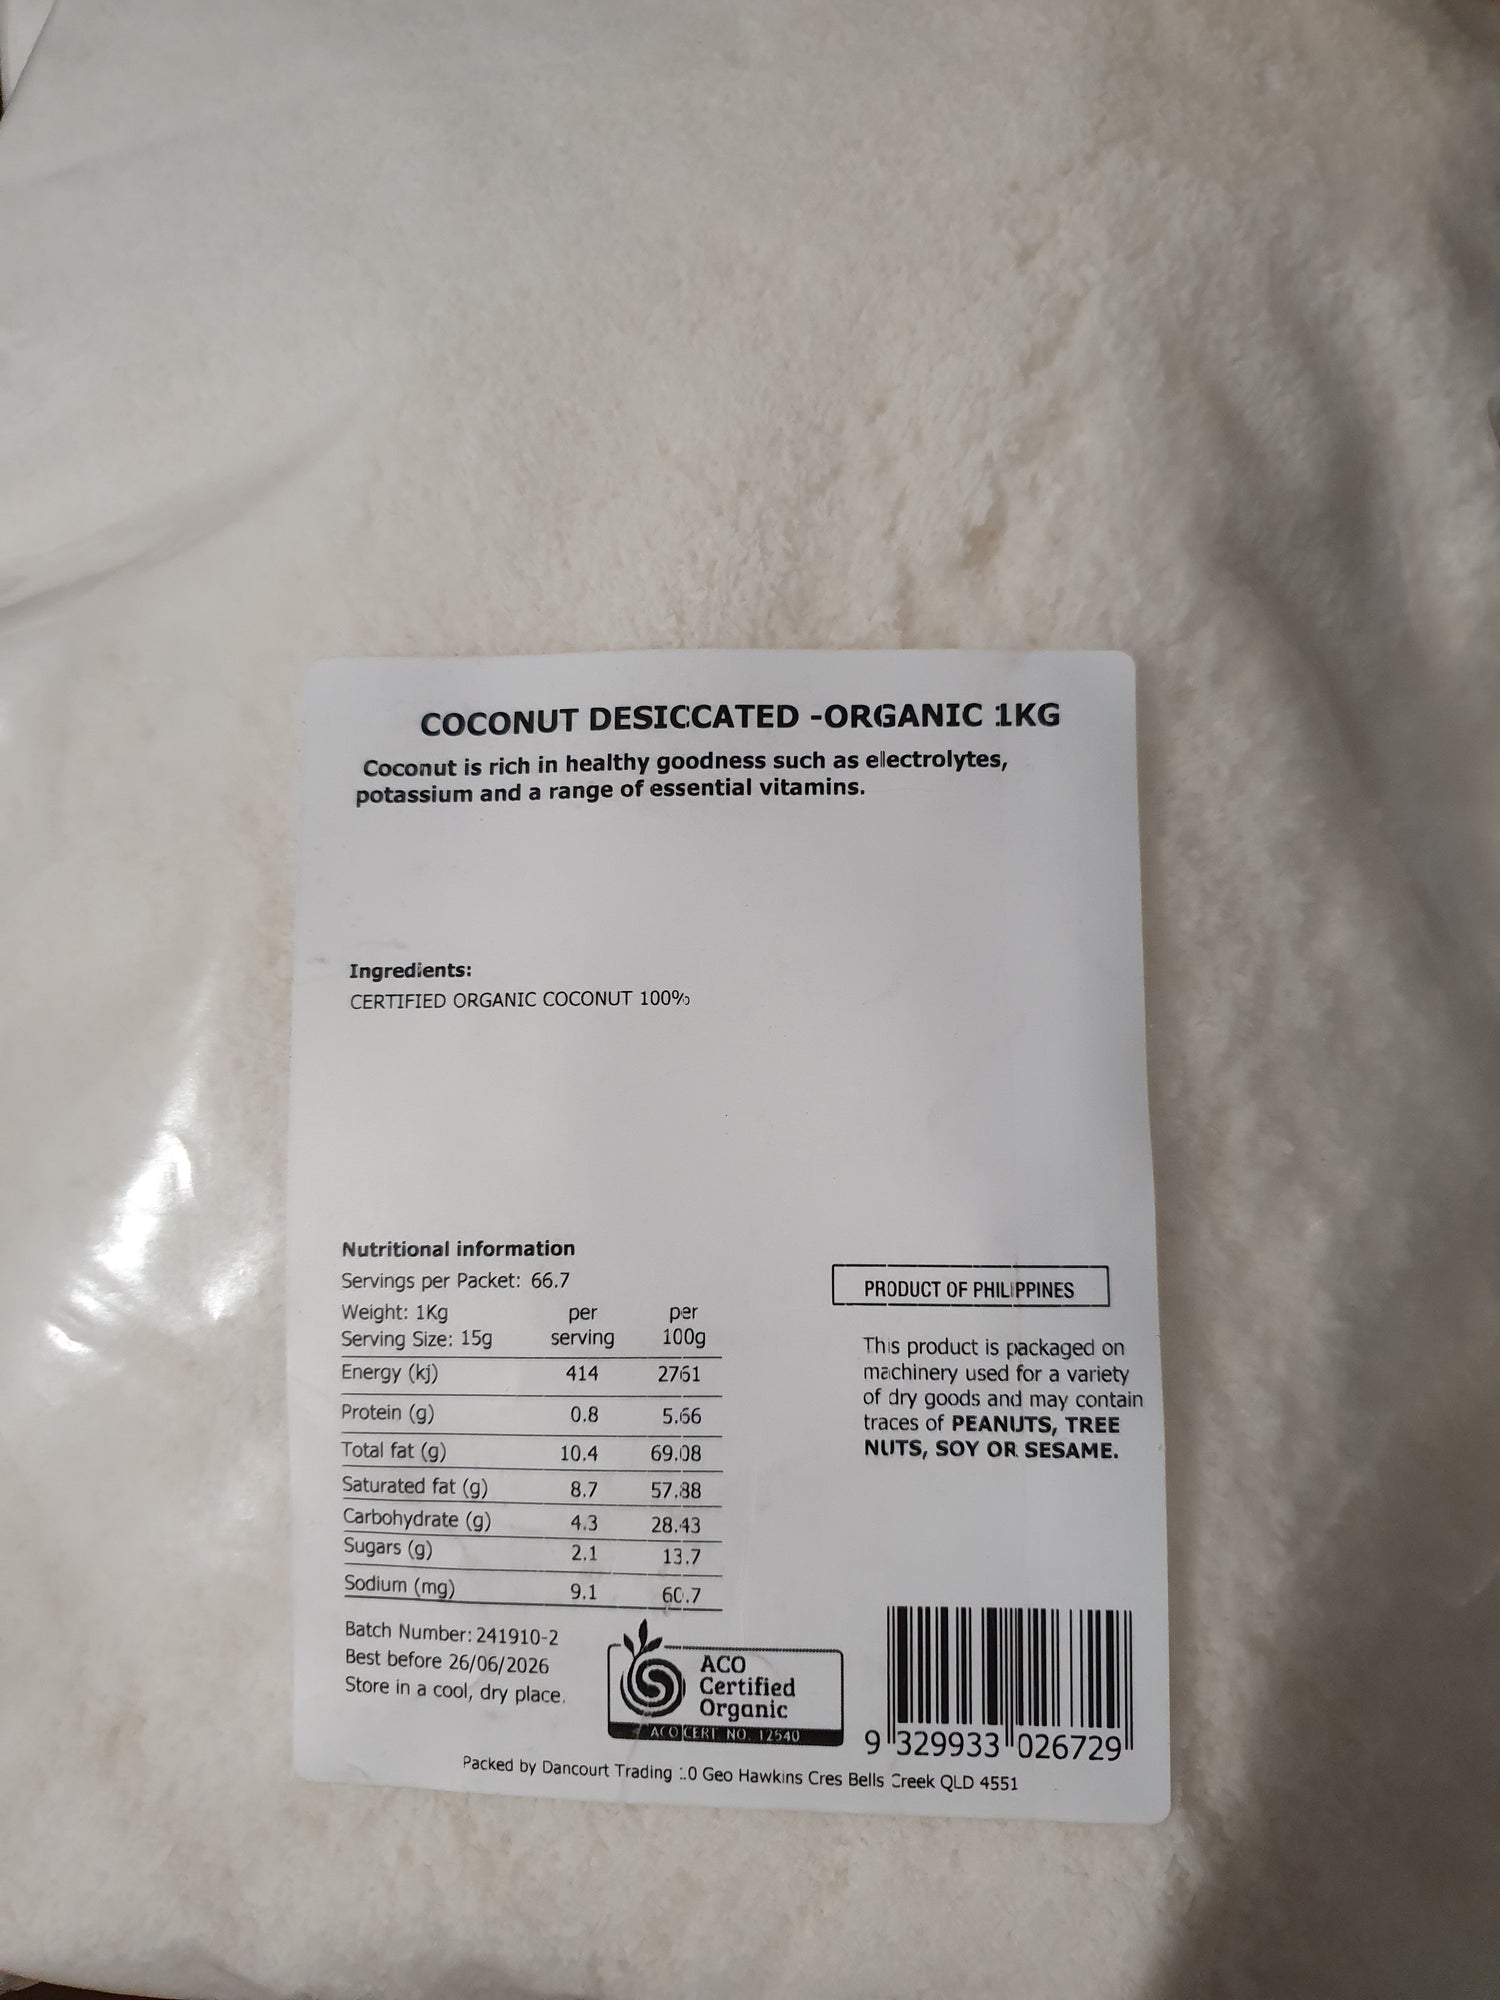 COCONUT DESICCATED -ORGANIC 1KG
Coconut is rich in healthy goodness such as electrolytes,
potassium and a range of essential vitamins.
Ingredients:
CERTIFIED ORGANIC COCONUT 100%
Nutritional information
Servings per Packet: 66.7
Weight: 1Kg per per
Serving Size: 15g serving 100g
Energy (kj) 414 2761
Protein (g) 0.8 5.66
Total fat (g) 10.4 69.08
Saturated fat (g) 8.7 57.88
Carbohydrate (g) 4.3 28.43
Sugars (g) 2.1 13.7
Sodium (mg) 9.1 60.7
PRODUCT OF PHILIPPINES
This product is packaged on
machinery used for a variety
of dry goods and may contain
traces of PEANUTS, TREE
NUTS, SOY OR SESAME.
Batch Number: 241910-2
Best before 26/06/2026
Store in a cool, dry place.
ACO
Certified
Organic
ACO CERT NO. 12540
9 329933 026729
Packed by Dancourt Trading Geo Hawkins Cres Bells Creek QLD 4551